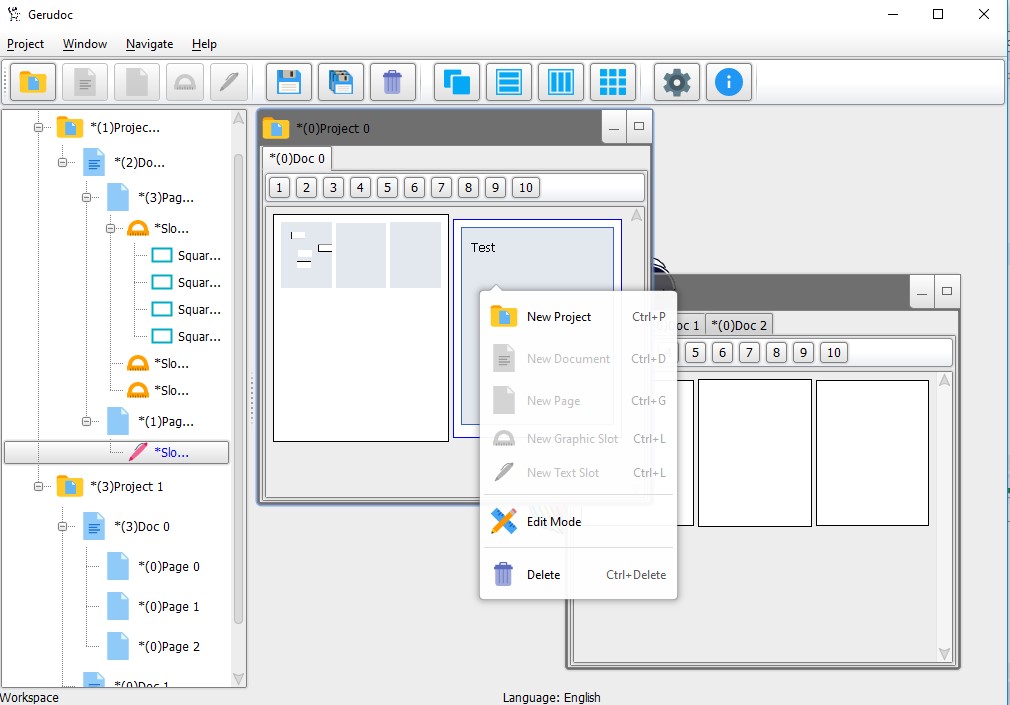 Gerudoc
Project Window Navigate Help
*(1)Projec...
*(2)Do...
*(3)Pag...
*Slo...
Squar...
Squar...
Squar...
Squar...
*Slo...
*Slo...
*(1)Pag...
*Slo...
*(3)Project 1
*(3)Doc 0
*(0)Page 0
*(0)Page 1
*(0)Page 2
*(0)Doc 1
*(0)Project 0
*(0)Doc 0
1 2 3 4 5 6 7 8 9 10
Test
oc 1 *(0)Doc 2
5 6 7 8 9 10
New Project Ctrl+P
New Document Ctrl+D
New Page Ctrl+G
New Graphic Slot Ctrl+L
New Text Slot Ctrl+L
Edit Mode
Delete Ctrl+Delete
Workspace Language: English